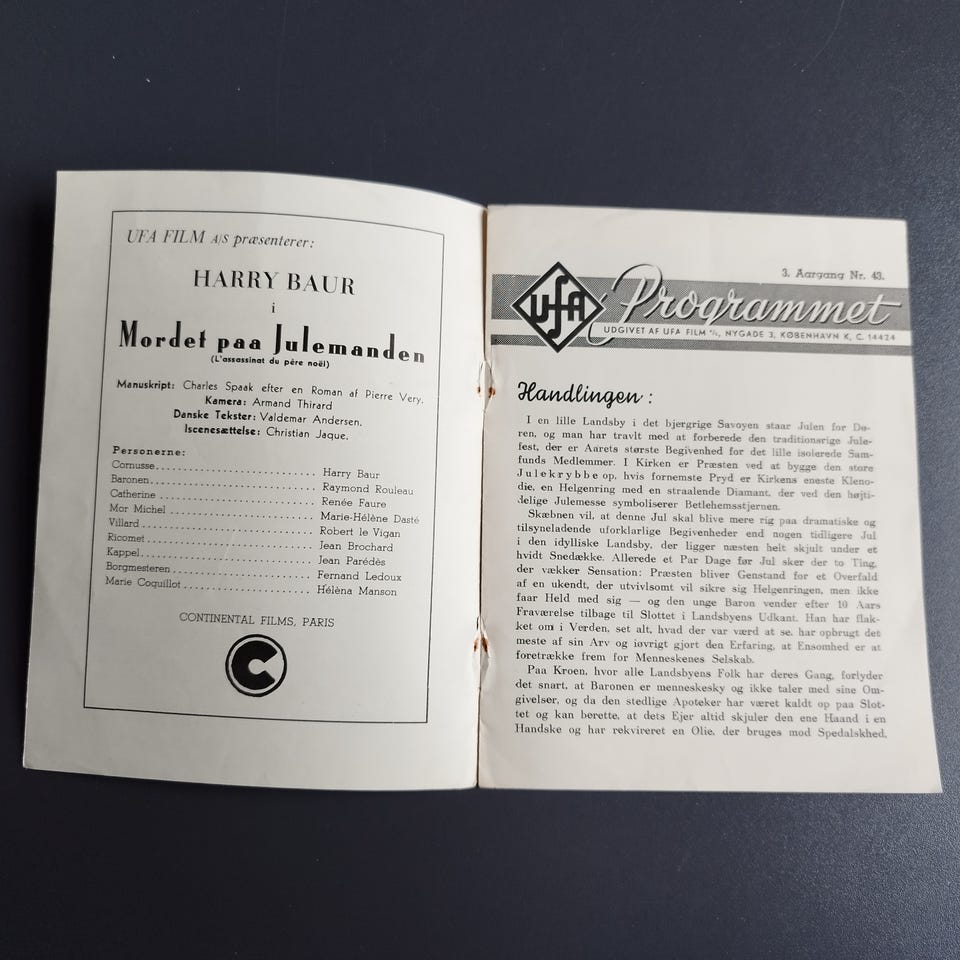 UFA FILM A/S præsenterer:
HARRY BAUR
i
Mordet paa Julemanden
(L'assassinat du père noël)
Manuskript: Charles Spaak efter en Roman af Pierre Very.
Kamera: Armand Thirard
Danske Tekster: Valdemar Andersen.
Iscenesættelse: Christian Jaque.
Personerne:
Cornusse.............................. Harry Baur
Baronen.............................. Raymond Rouleau
Catherine .............................. Renée Faure
Mor Michel .............................. Marie-Hélène Dasté
Villard .............................. Robert le Vigan
Ricomet .............................. Jean Brochard
Kappel .............................. Jean Parédès
Borgmesteren .............................. Fernand Ledoux
Marie Coquillot .............................. Hélèna Manson
CONTINENTAL FILMS, PARIS
C
3. Aargang Nr. 43.
UFA Programmet
UDGIVET AF UFA FILM A/S, NYGADE 3, KØBENHAVN K, C. 14424
Handlingen :
I en lille Landsby i det bjergrige Savoyen staar Julen for Dø-
ren, og man har travlt med at forberede den traditionsrige Jule-
fest, der er Aarets største Begivenhed for det lille isolerede Sam-
funds Medlemmer. I Kirken er Præsten ved at bygge den store
Julekrybbe op, hvis fornemste Pryd er Kirkens eneste Kleno-
die, en Helgenring med en straalende Diamant, der ved den højti-
delige Julemesse symboliserer Betlehemsstjernen.
Skæbnen vil, at denne Jul skal blive mere rig paa dramatiske og
tilsyneladende uforklarlige Begivenheder end nogen tidligere Jul
i den idylliske Landsby, der ligger næsten helt skjult under et
hvidt Snedække. Allerede et Par Dage før Jul sker der to Ting,
der vækker Sensation: Præsten bliver Genstand for et Overfald
af en ukendt, der utvivlsomt vil sikre sig Helgenringen, men ikke
faar Held med sig — og den unge Baron vender efter 10 Aars
Fraværelse tilbage til Slottet i Landsbyens Udkant. Han har flak-
ket om i Verden, set alt, hvad der var værd at se, har opbrugt det
meste af sin Arv og iøvrigt gjort den Erfaring, at Ensomhed er at
foretrække frem for Menneskenes Selskab.
Paa Kroen, hvor alle Landsbyens Folk har deres Gang, forlyder
det snart, at Baronen er menneskesky og ikke taler med sine Om-
givelser, og da den stedlige Apoteker har været kaldt op paa Slot-
tet og kan berette, at dets Ejer altid skjuler den ene Haand i en
Handske og har rekvireret en Olie, der bruges mod Spedalskhed,